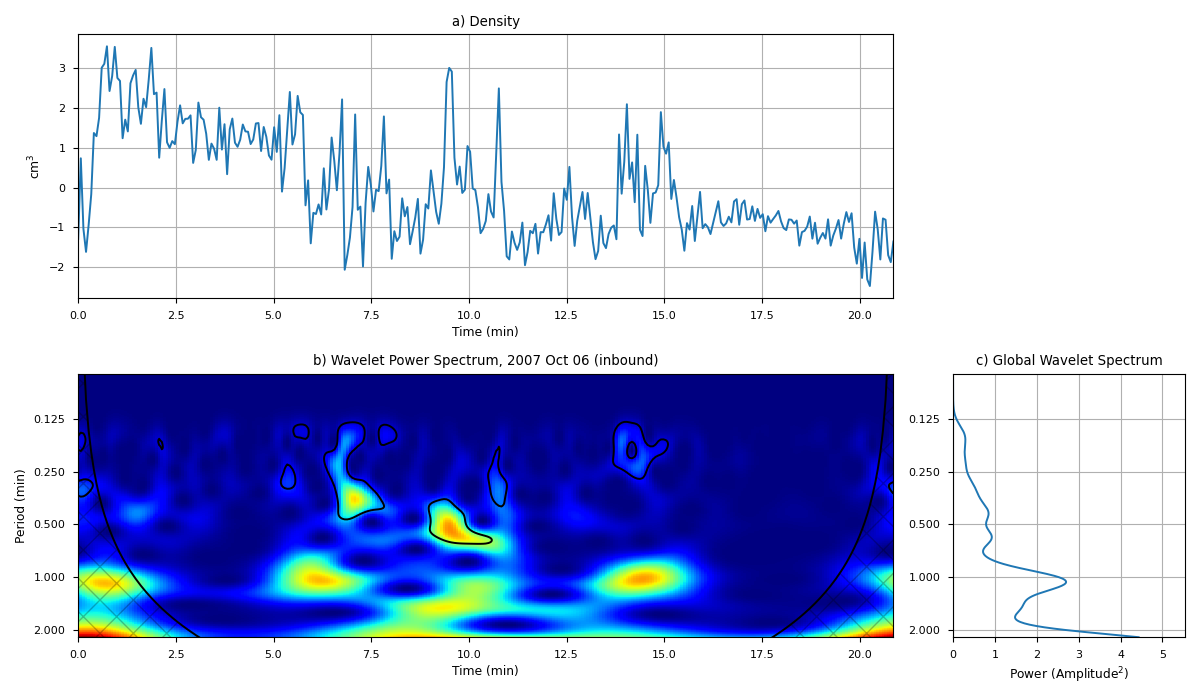 a) Density
3
2
1
0
−1
−2
cm³
0.0 2.5 5.0 7.5 10.0 12.5 15.0 17.5 20.0
Time (min)
b) Wavelet Power Spectrum, 2007 Oct 06 (inbound)
0.125
0.250
0.500
1.000
2.000
Period (min)
0.0 2.5 5.0 7.5 10.0 12.5 15.0 17.5 20.0
Time (min)
c) Global Wavelet Spectrum
0.125
0.250
0.500
1.000
2.000
0 1 2 3 4 5
Power (Amplitude²)